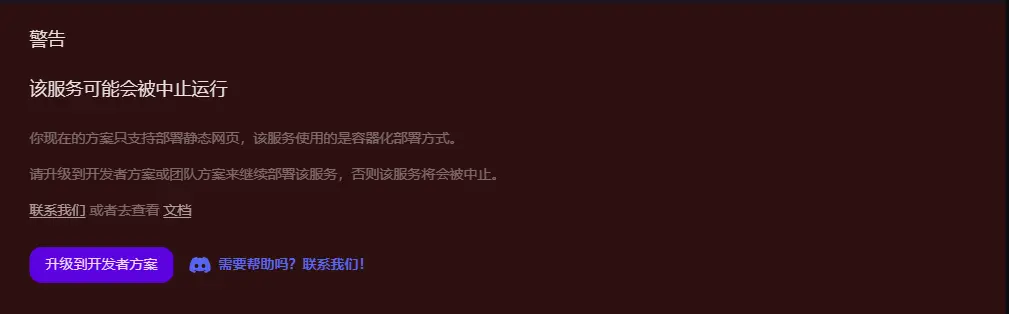 警告
该服务可能会被中止运行
你现在的方案只支持部署静态网页，该服务使用的是容器化部署方式。
请升级到开发者方案或团队方案来继续部署该服务，否则该服务将会被中止。
联系我们 或者去查看 文档
升级到开发者方案 需要帮助吗？联系我们！